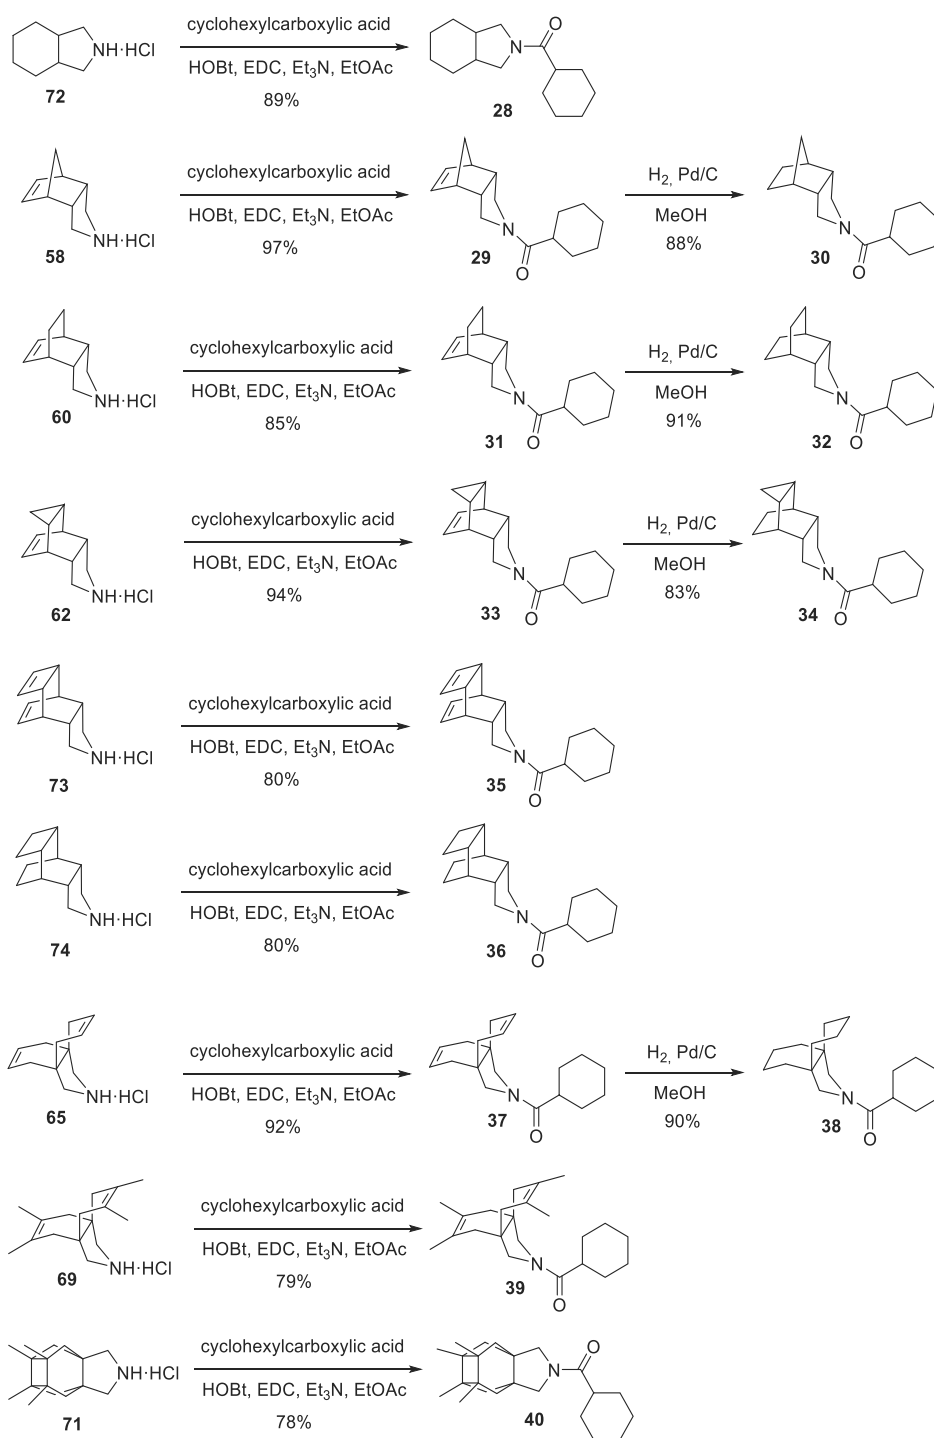 cyclohexylcarboxylic acid
NH·HCl
HOBt, EDC, Et3N, EtOAc
89%
72
N
O
28
cyclohexylcarboxylic acid
NH·HCl
HOBt, EDC, Et3N, EtOAc
97%
58
N
O
29
H2, Pd/C
MeOH
88%
N
O
30
cyclohexylcarboxylic acid
NH·HCl
HOBt, EDC, Et3N, EtOAc
85%
60
N
O
31
H2, Pd/C
MeOH
91%
N
O
32
cyclohexylcarboxylic acid
NH·HCl
HOBt, EDC, Et3N, EtOAc
94%
62
N
O
33
H2, Pd/C
MeOH
83%
N
O
34
cyclohexylcarboxylic acid
NH·HCl
HOBt, EDC, Et3N, EtOAc
80%
73
N
O
35
cyclohexylcarboxylic acid
NH·HCl
HOBt, EDC, Et3N, EtOAc
80%
74
N
O
36
cyclohexylcarboxylic acid
NH·HCl
HOBt, EDC, Et3N, EtOAc
92%
65
N
O
37
H2, Pd/C
MeOH
90%
N
O
38
cyclohexylcarboxylic acid
NH·HCl
HOBt, EDC, Et3N, EtOAc
79%
69
N
O
39
cyclohexylcarboxylic acid
NH·HCl
HOBt, EDC, Et3N, EtOAc
78%
71
N
O
40